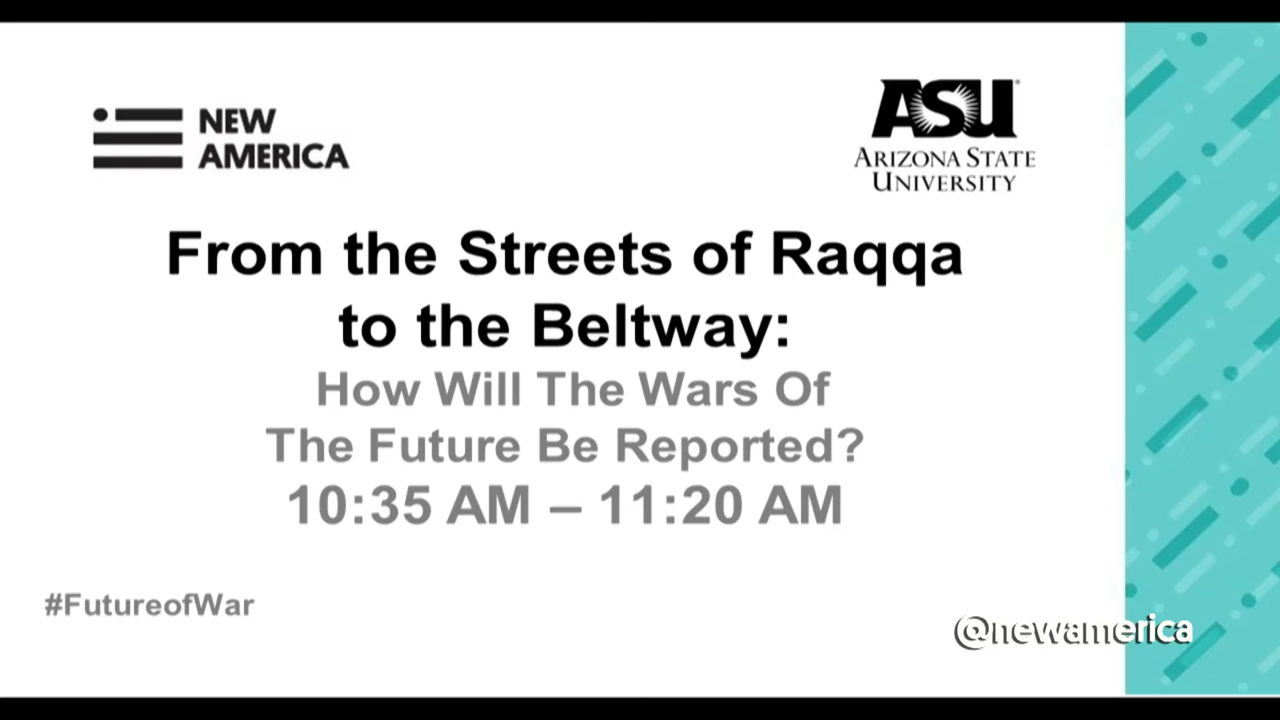 NEW
AMERICA
ASU
ARIZONA STATE
UNIVERSITY
From the Streets of Raqqa
to the Beltway:
How Will The Wars Of
The Future Be Reported?
10:35 AM – 11:20 AM
#FutureofWar
@newamerica